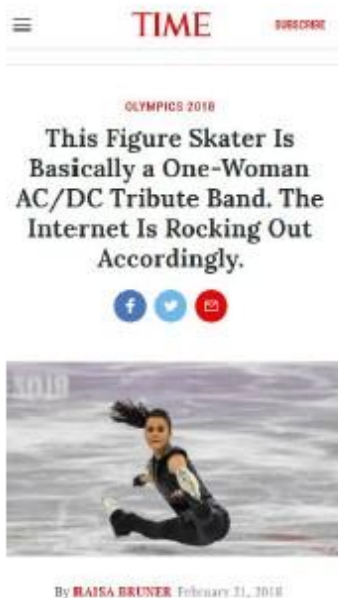 TIME
SUBSCRIBE
OLYMPICS 2018
This Figure Skater Is
Basically a One-Woman
AC/DC Tribute Band. The
Internet Is Rocking Out
Accordingly.
2018
By RAISA BRUNER February 21, 2018